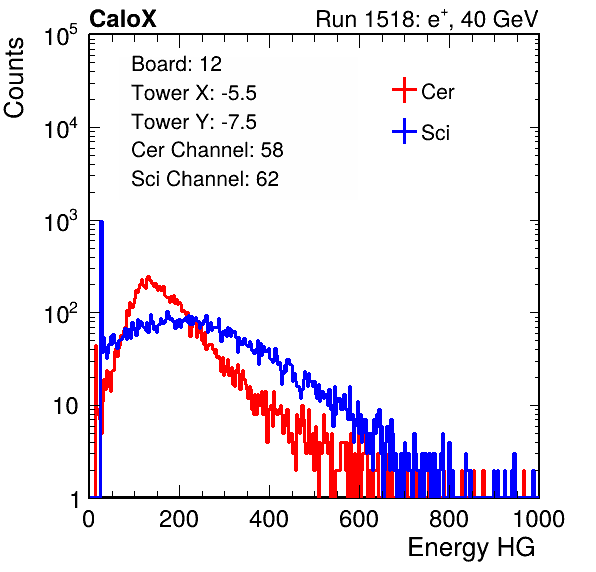 CaloX Run 1518: e⁺, 40 GeV
Counts
Board: 12
Tower X: -5.5
Tower Y: -7.5
Cer Channel: 58
Sci Channel: 62
Cer
Sci
10⁵
10⁴
10³
10²
10
1
0 200 400 600 800 1000
Energy HG